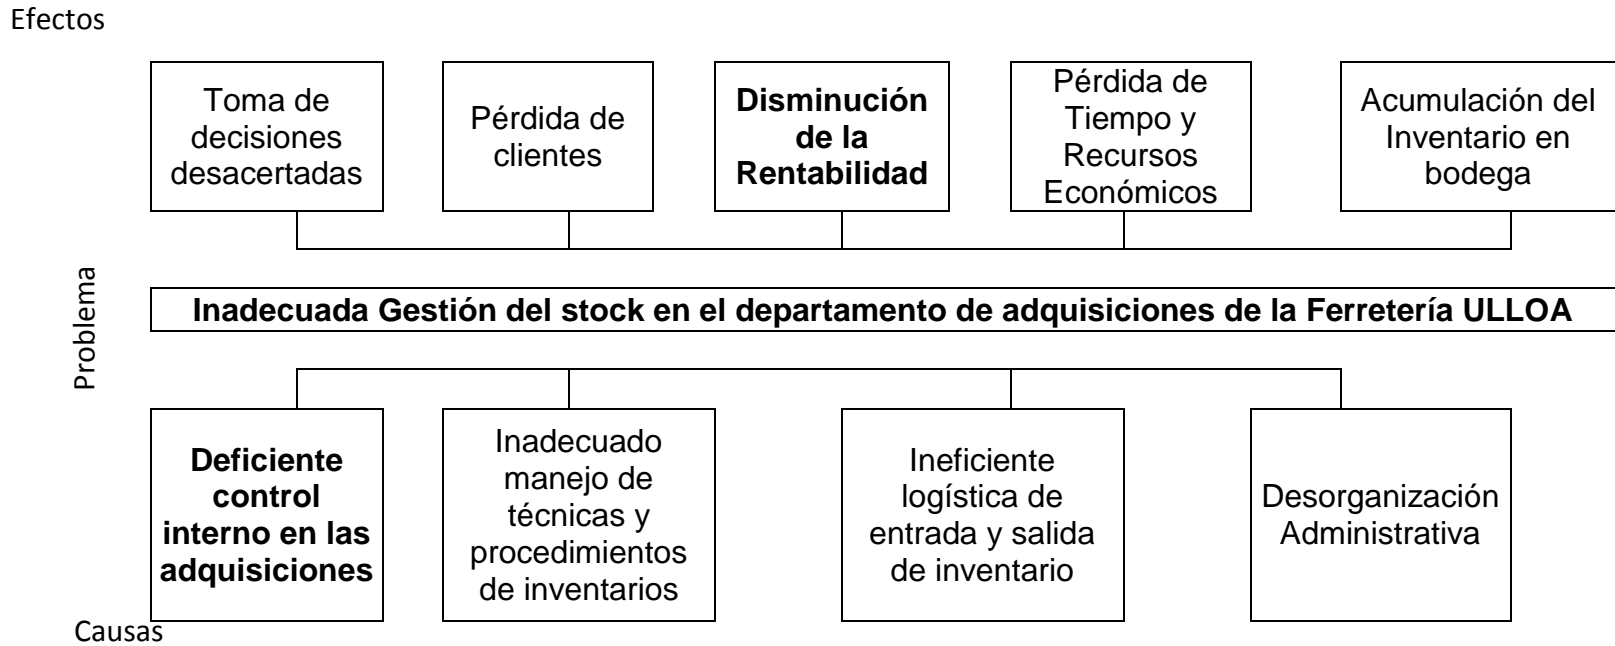 Efectos
Toma de
decisiones
desacertadas
Pérdida de
clientes
Disminución
de la
Rentabilidad
Pérdida de
Tiempo y
Recursos
Económicos
Acumulación del
Inventario en
bodega
Problema
Inadecuada Gestión del stock en el departamento de adquisiciones de la Ferretería ULLOA
Deficiente
control
interno en las
adquisiciones
Inadecuado
manejo de
técnicas y
procedimientos
de inventarios
Ineficiente
logística de
entrada y salida
de inventario
Desorganización
Administrativa
Causas